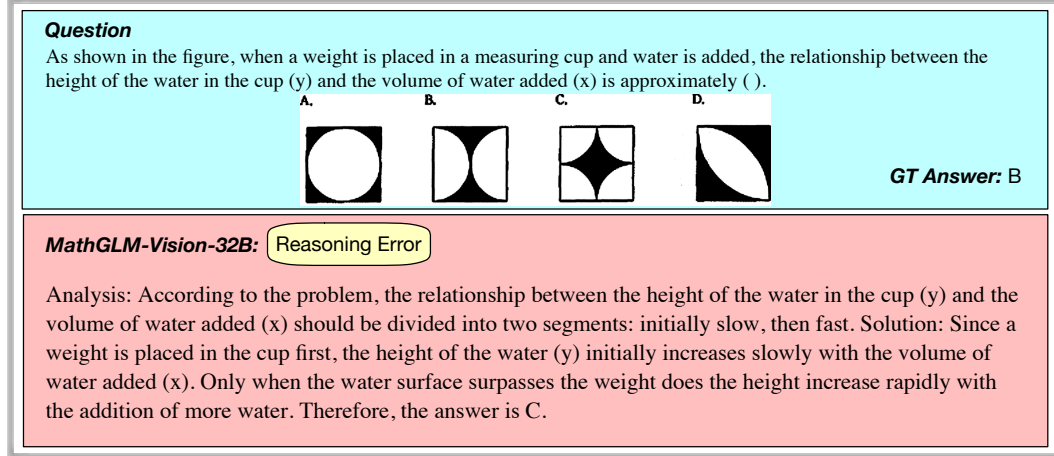 Question
As shown in the figure, when a weight is placed in a measuring cup and water is added, the relationship between the
height of the water in the cup (y) and the volume of water added (x) is approximately ( ).
A. B. C. D.
GT Answer: B
MathGLM-Vision-32B: Reasoning Error
Analysis: According to the problem, the relationship between the height of the water in the cup (y) and the
volume of water added (x) should be divided into two segments: initially slow, then fast. Solution: Since a
weight is placed in the cup first, the height of the water (y) initially increases slowly with the volume of
water added (x). Only when the water surface surpasses the weight does the height increase rapidly with
the addition of more water. Therefore, the answer is C.